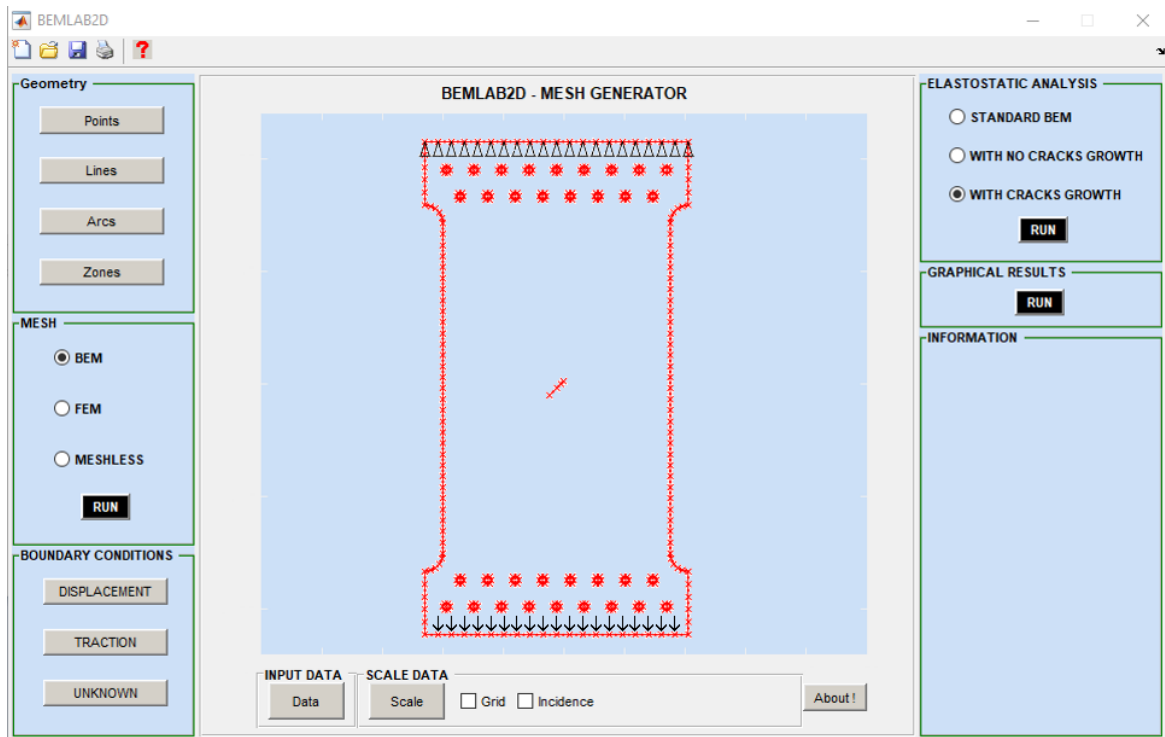 BEMLAB2D
?
Geometry
Points
Lines
Arcs
Zones
MESH
BEM
FEM
MESHLESS
RUN
BOUNDARY CONDITIONS
DISPLACEMENT
TRACTION
UNKNOWN
BEMLAB2D - MESH GENERATOR
INPUT DATA
Data
SCALE DATA
Scale
Grid
Incidence
About !
ELASTOSTATIC ANALYSIS
STANDARD BEM
WITH NO CRACKS GROWTH
WITH CRACKS GROWTH
RUN
GRAPHICAL RESULTS
RUN
INFORMATION